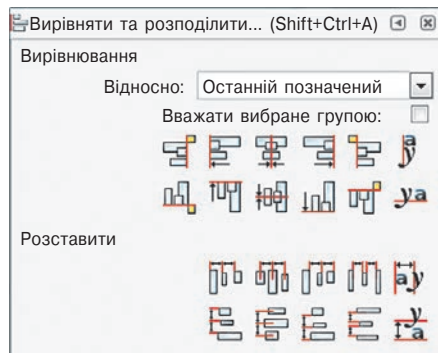 Вирівняти та розподілити... (Shift+Ctrl+A)
Вирівнювання
Відносно: Останній позначений
Вважати вибране групою:
Розставити